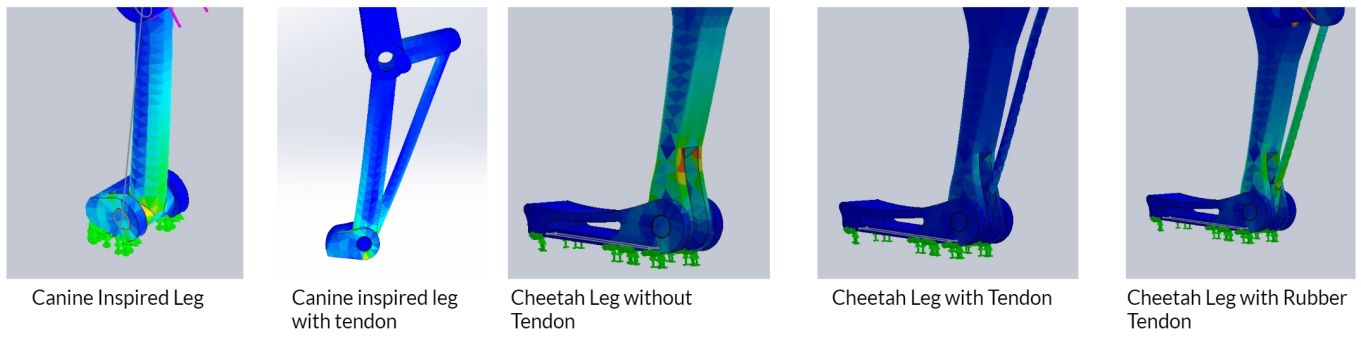 Canine Inspired Leg
Canine inspired leg
with tendon
Cheetah Leg without
Tendon
Cheetah Leg with Tendon
Cheetah Leg with Rubber
Tendon